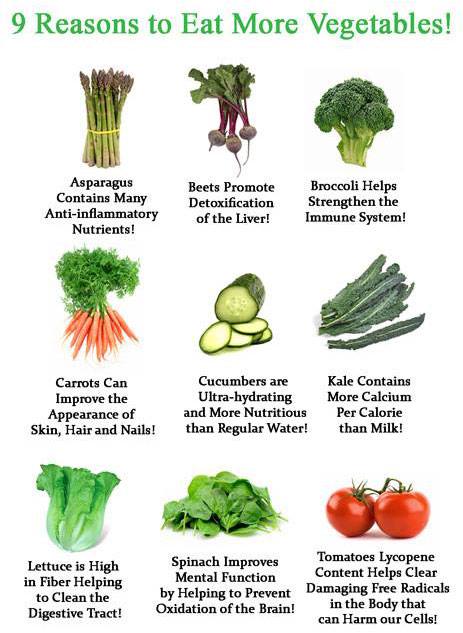 9 Reasons to Eat More Vegetables!
Asparagus
Contains Many
Anti-inflammatory
Nutrients!
Beets Promote
Detoxification
of the Liver!
Broccoli Helps
Strengthen the
Immune System!
Carrots Can
Improve the
Appearance of
Skin, Hair and Nails!
Cucumbers are
Ultra-hydrating
and More Nutritious
than Regular Water!
Kale Contains
More Calcium
Per Calorie
than Milk!
Lettuce is High
in Fiber Helping
to Clean the
Digestive Tract!
Spinach Improves
Mental Function
by Helping to Prevent
Oxidation of the Brain!
Tomatoes Lycopene
Content Helps Clear
Damaging Free Radicals
in the Body that
can Harm our Cells!